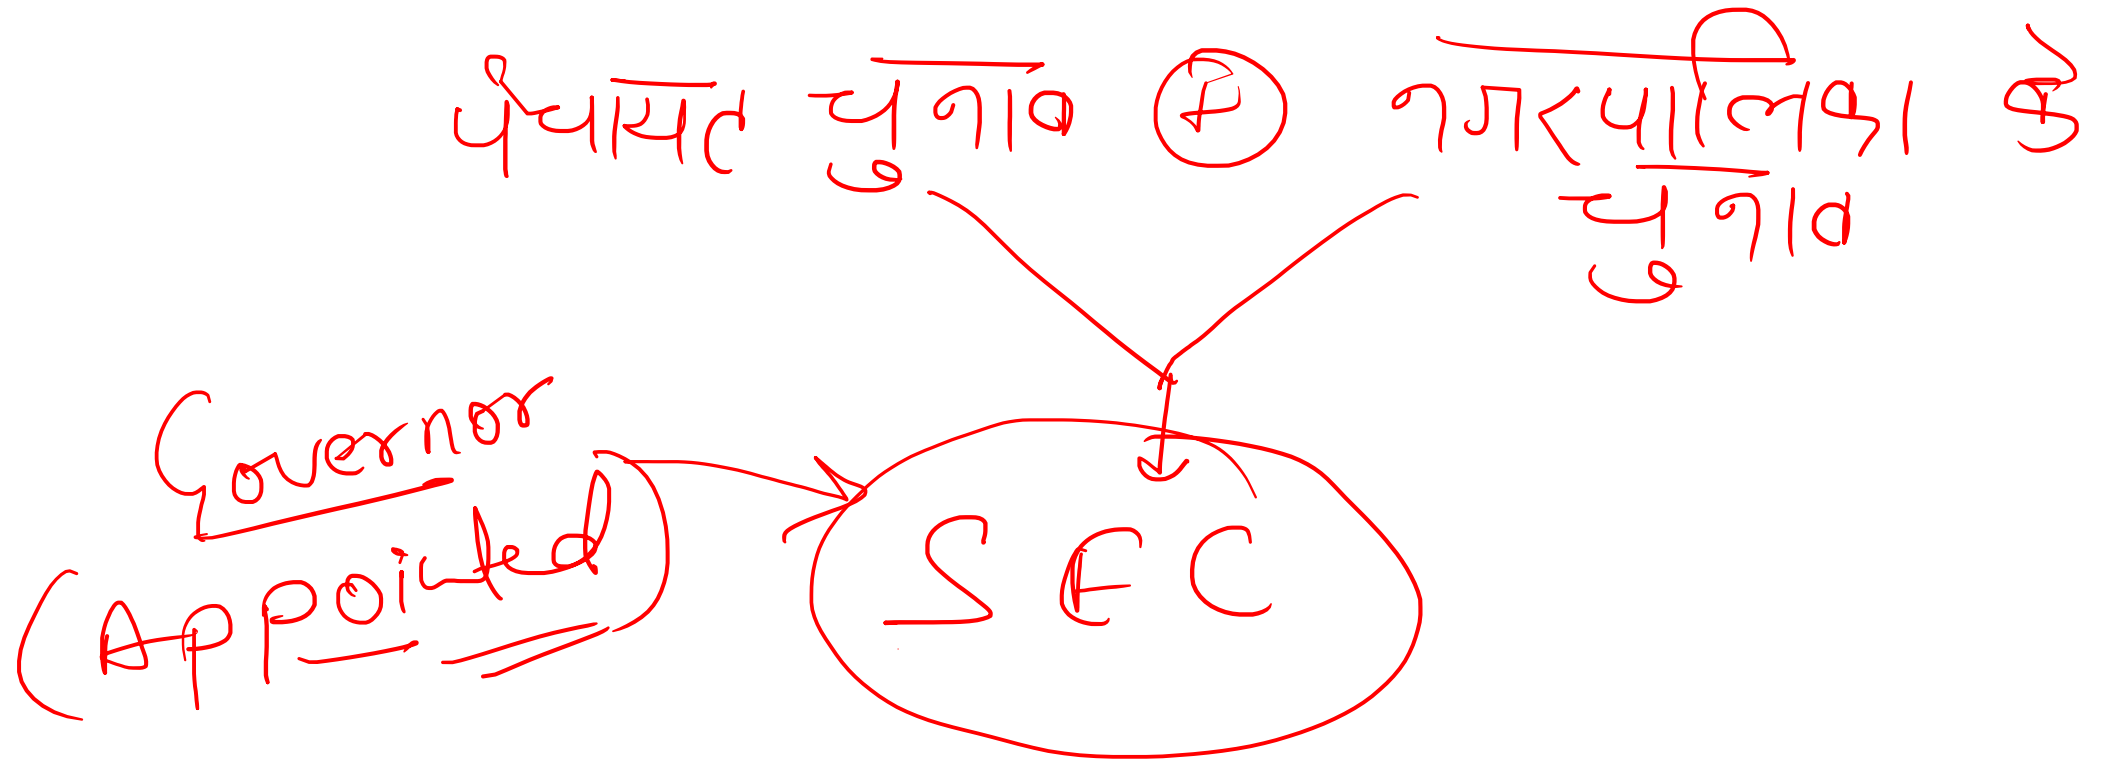 पंचायत चुनाव + नगरपालिका के
चुनाव
Governor
(Appointed)
SEC